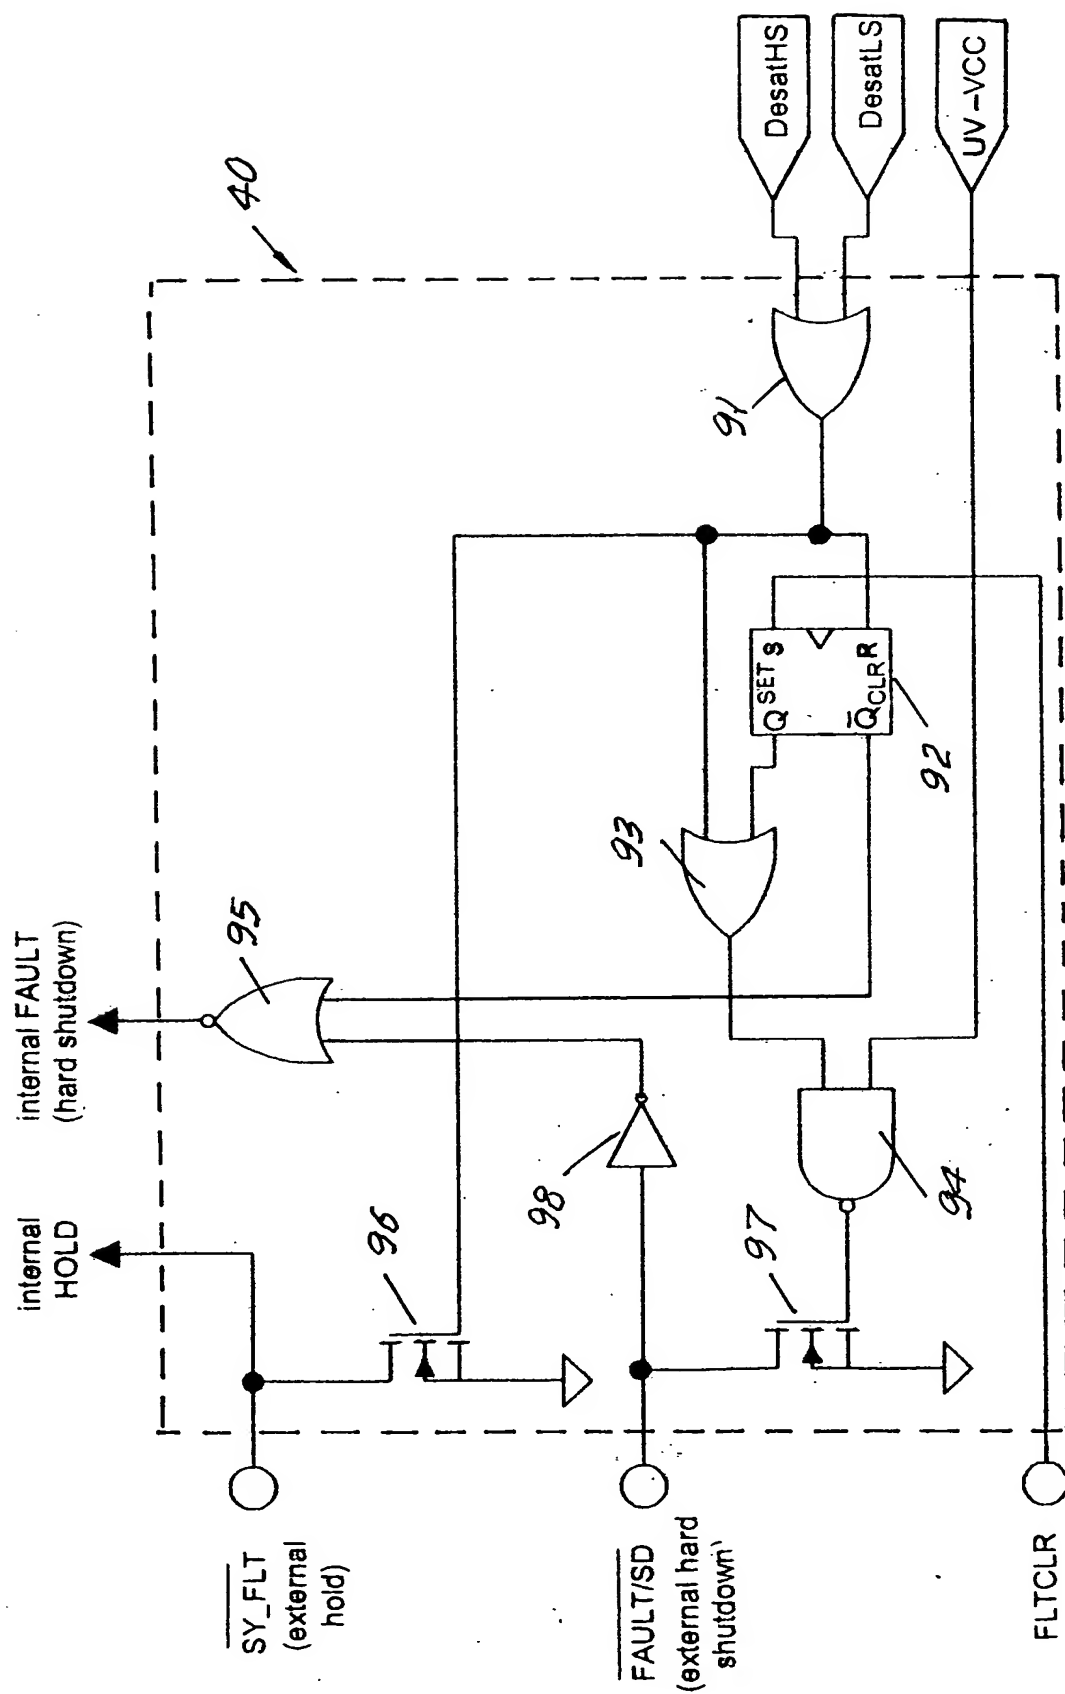 40
DesatHS
DesatLS
UV-VCC
91
S SET Q
R CLR Q̅
92
93
94
95
internal FAULT
(hard shutdown)
internal
HOLD
96
97
98
SY_FLT
(external
hold)
FAULT/SD
(external hard
shutdown)
FLTCLR